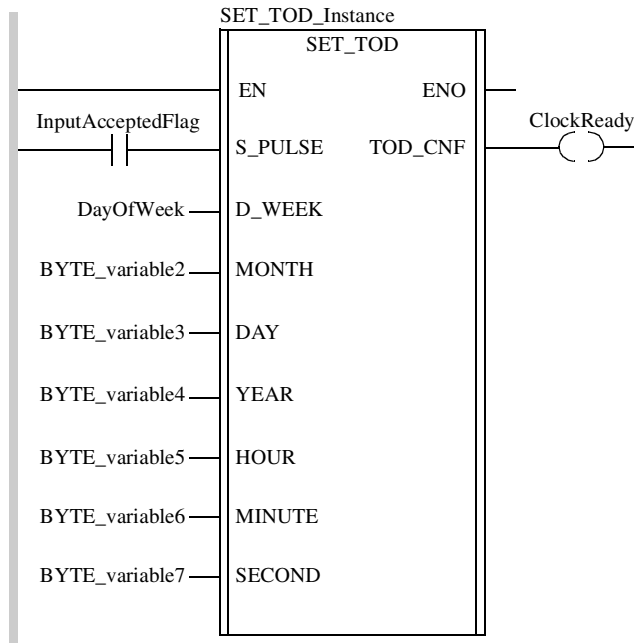 SET_TOD_Instance
SET_TOD
EN ENO
InputAcceptedFlag ClockReady
S_PULSE TOD_CNF
DayOfWeek D_WEEK
BYTE_variable2 MONTH
BYTE_variable3 DAY
BYTE_variable4 YEAR
BYTE_variable5 HOUR
BYTE_variable6 MINUTE
BYTE_variable7 SECOND